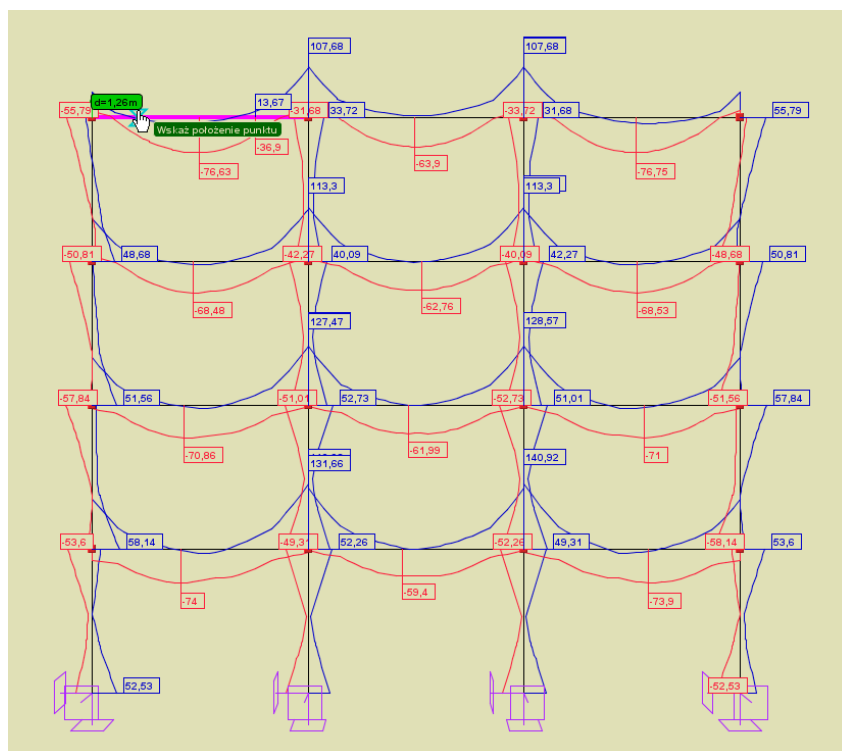 107,68 107,68
d=1,26m
-55,79 13,67 -31,68 33,72 -33,72 31,68 55,79
Wskaż położenie punktu
-36,9
-76,63 -63,9 -76,75
113,3 113,3
-50,81 48,68 -42,27 40,09 -40,09 42,27 -48,68 50,81
-68,48 -62,76 -68,53
127,47 128,57
-57,84 51,56 -51,01 52,73 -52,73 51,01 -51,56 57,84
-70,86 -61,99 -71
131,66 140,92
-53,6 58,14 -49,31 52,26 -52,26 49,31 -58,14 53,6
-74 -59,4 -73,9
52,53 -52,53